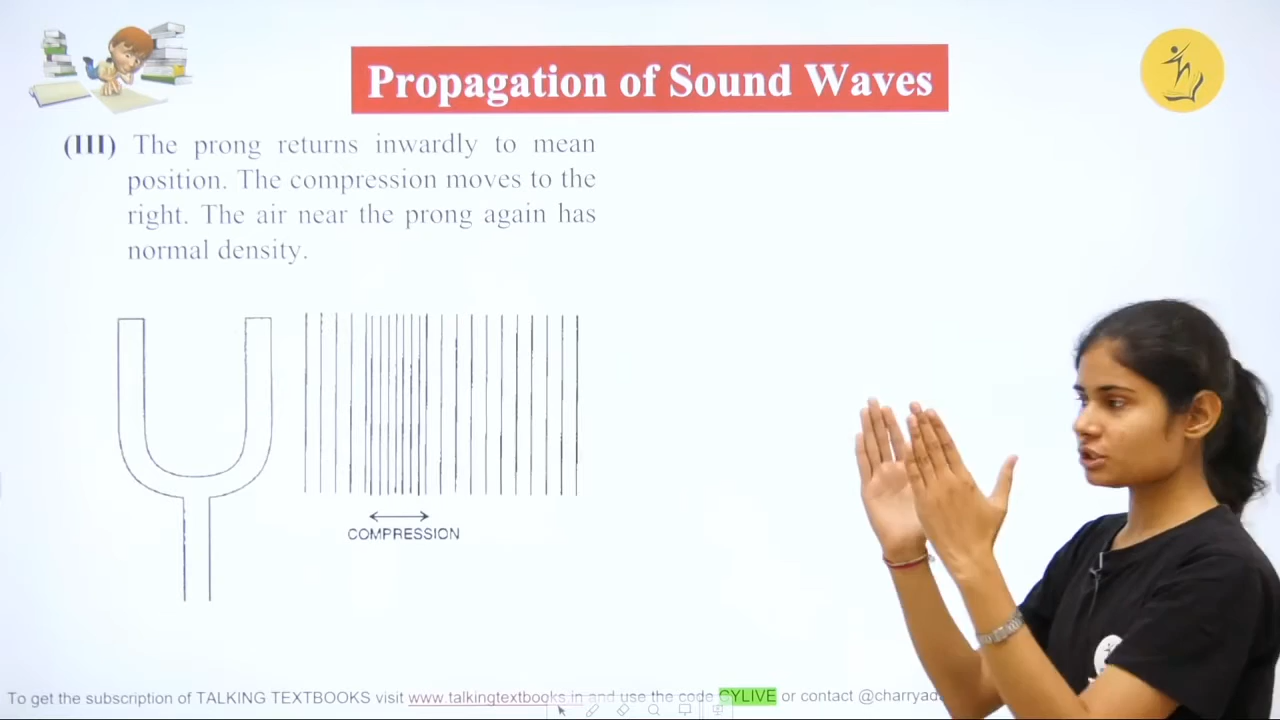 Propagation of Sound Waves
(III) The prong returns inwardly to mean
position. The compression moves to the
right. The air near the prong again has
normal density.
COMPRESSION
To get the subscription of TALKING TEXTBOOKS visit www.talkingtextbooks.in and use the code CYLIVE or contact @charryad